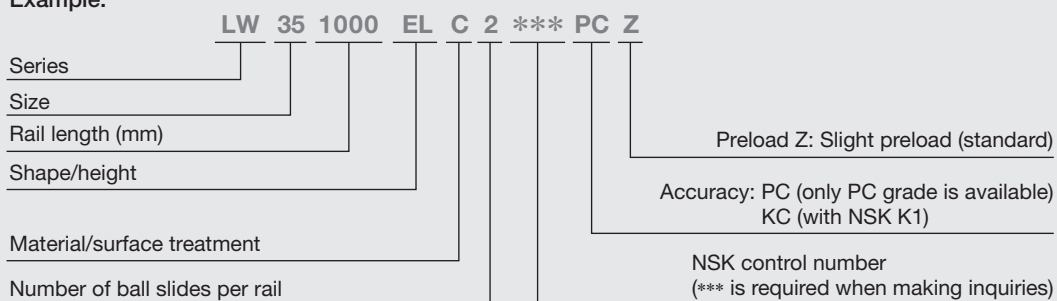 Example:
LW 35 1000 EL C 2 *** PC Z
Series
Size
Rail length (mm)
Shape/height
Material/surface treatment
Number of ball slides per rail
Preload Z: Slight preload (standard)
Accuracy: PC (only PC grade is available)
KC (with NSK K1)
NSK control number
(*** is required when making inquiries)